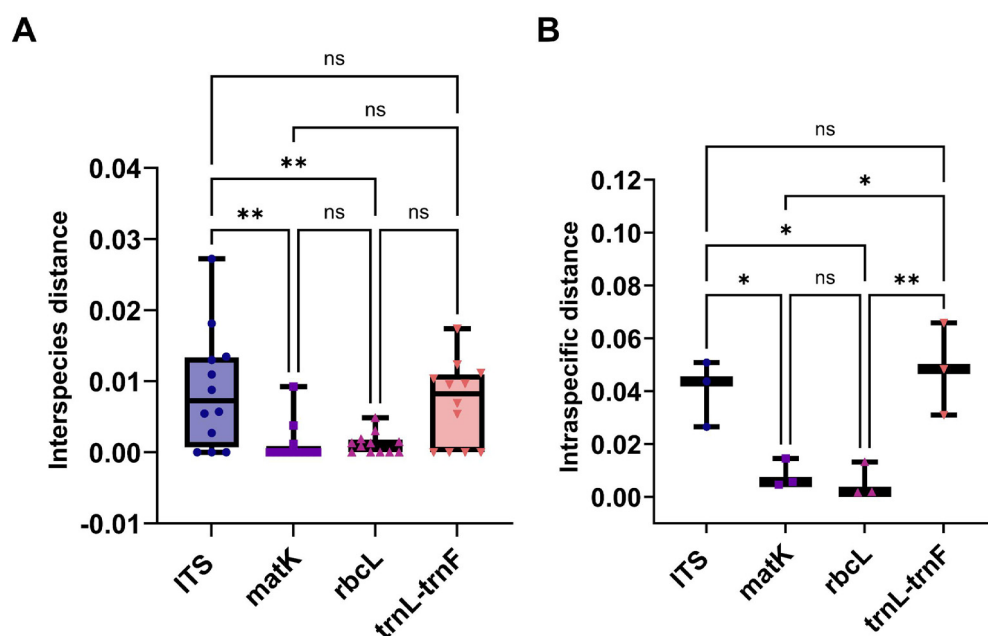 A
ns
ns
**
**
ns
ns
Interspecies distance
0.04
0.03
0.02
0.01
0.00
-0.01
ITS
matK
rbcL
trnL-trnF
B
ns
*
*
*
ns
**
Intraspecific distance
0.12
0.10
0.08
0.06
0.04
0.02
0.00
ITS
matK
rbcL
trnL-trnF